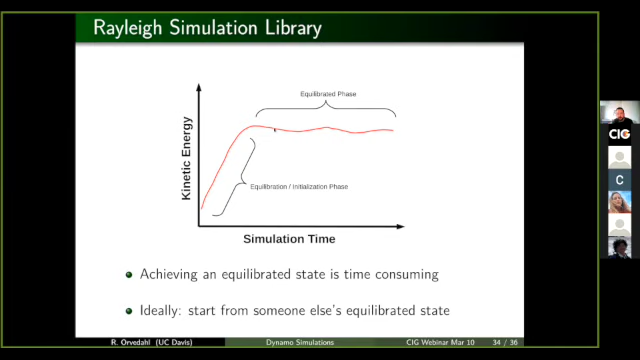 Rayleigh Simulation Library
Equilibrated Phase
Kinetic Energy
Equilibration / Initialization Phase
Simulation Time
Achieving an equilibrated state is time consuming
Ideally: start from someone else's equilibrated state
R. Orvedahl (UC Davis) Dynamo Simulations CIG Webinar Mar 10 34 / 36
CIG
C